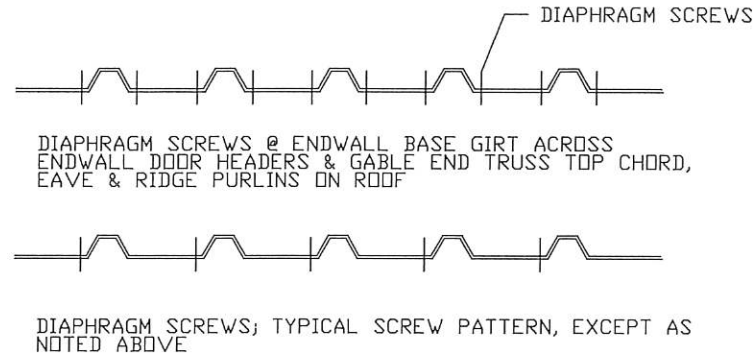 DIAPHRAGM SCREWS
DIAPHRAGM SCREWS @ ENDWALL BASE GIRT ACROSS
ENDWALL DOOR HEADERS & GABLE END TRUSS TOP CHORD,
EAVE & RIDGE PURLINS ON ROOF
DIAPHRAGM SCREWS; TYPICAL SCREW PATTERN, EXCEPT AS
NOTED ABOVE